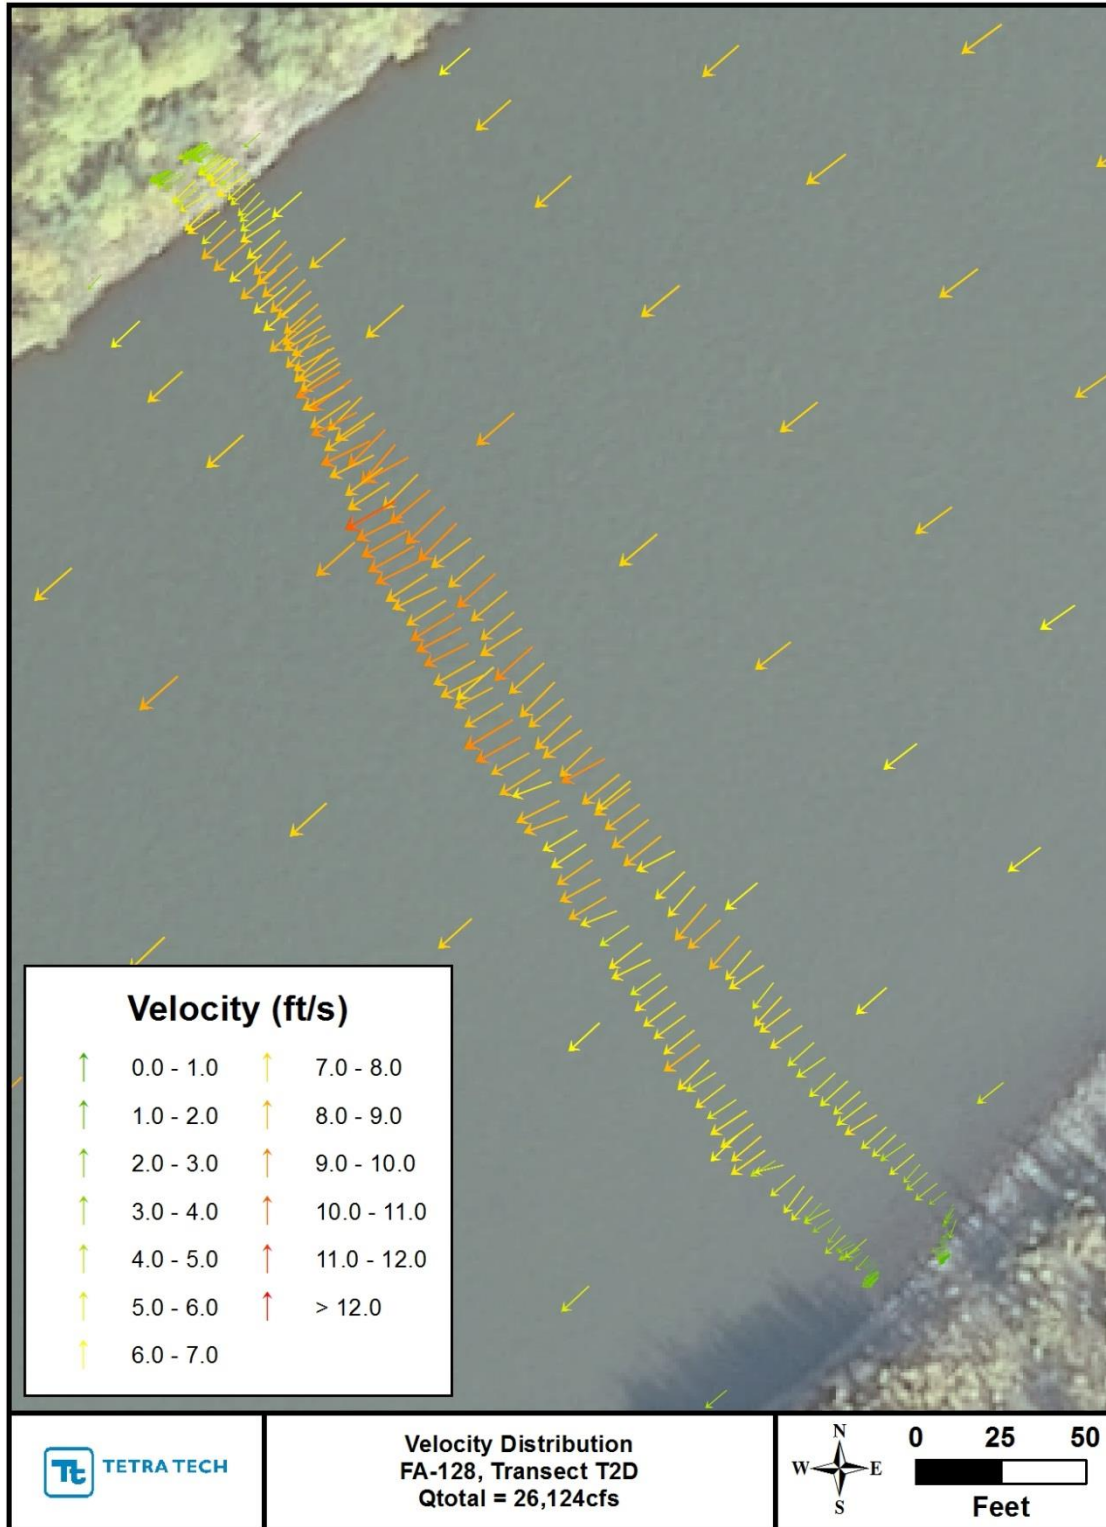 Velocity (ft/s)
0.0 - 1.0
1.0 - 2.0
2.0 - 3.0
3.0 - 4.0
4.0 - 5.0
5.0 - 6.0
6.0 - 7.0
7.0 - 8.0
8.0 - 9.0
9.0 - 10.0
10.0 - 11.0
11.0 - 12.0
> 12.0
Tt TETRA TECH
Velocity Distribution
FA-128, Transect T2D
Qtotal = 26,124cfs
N
W E
S
0 25 50
Feet